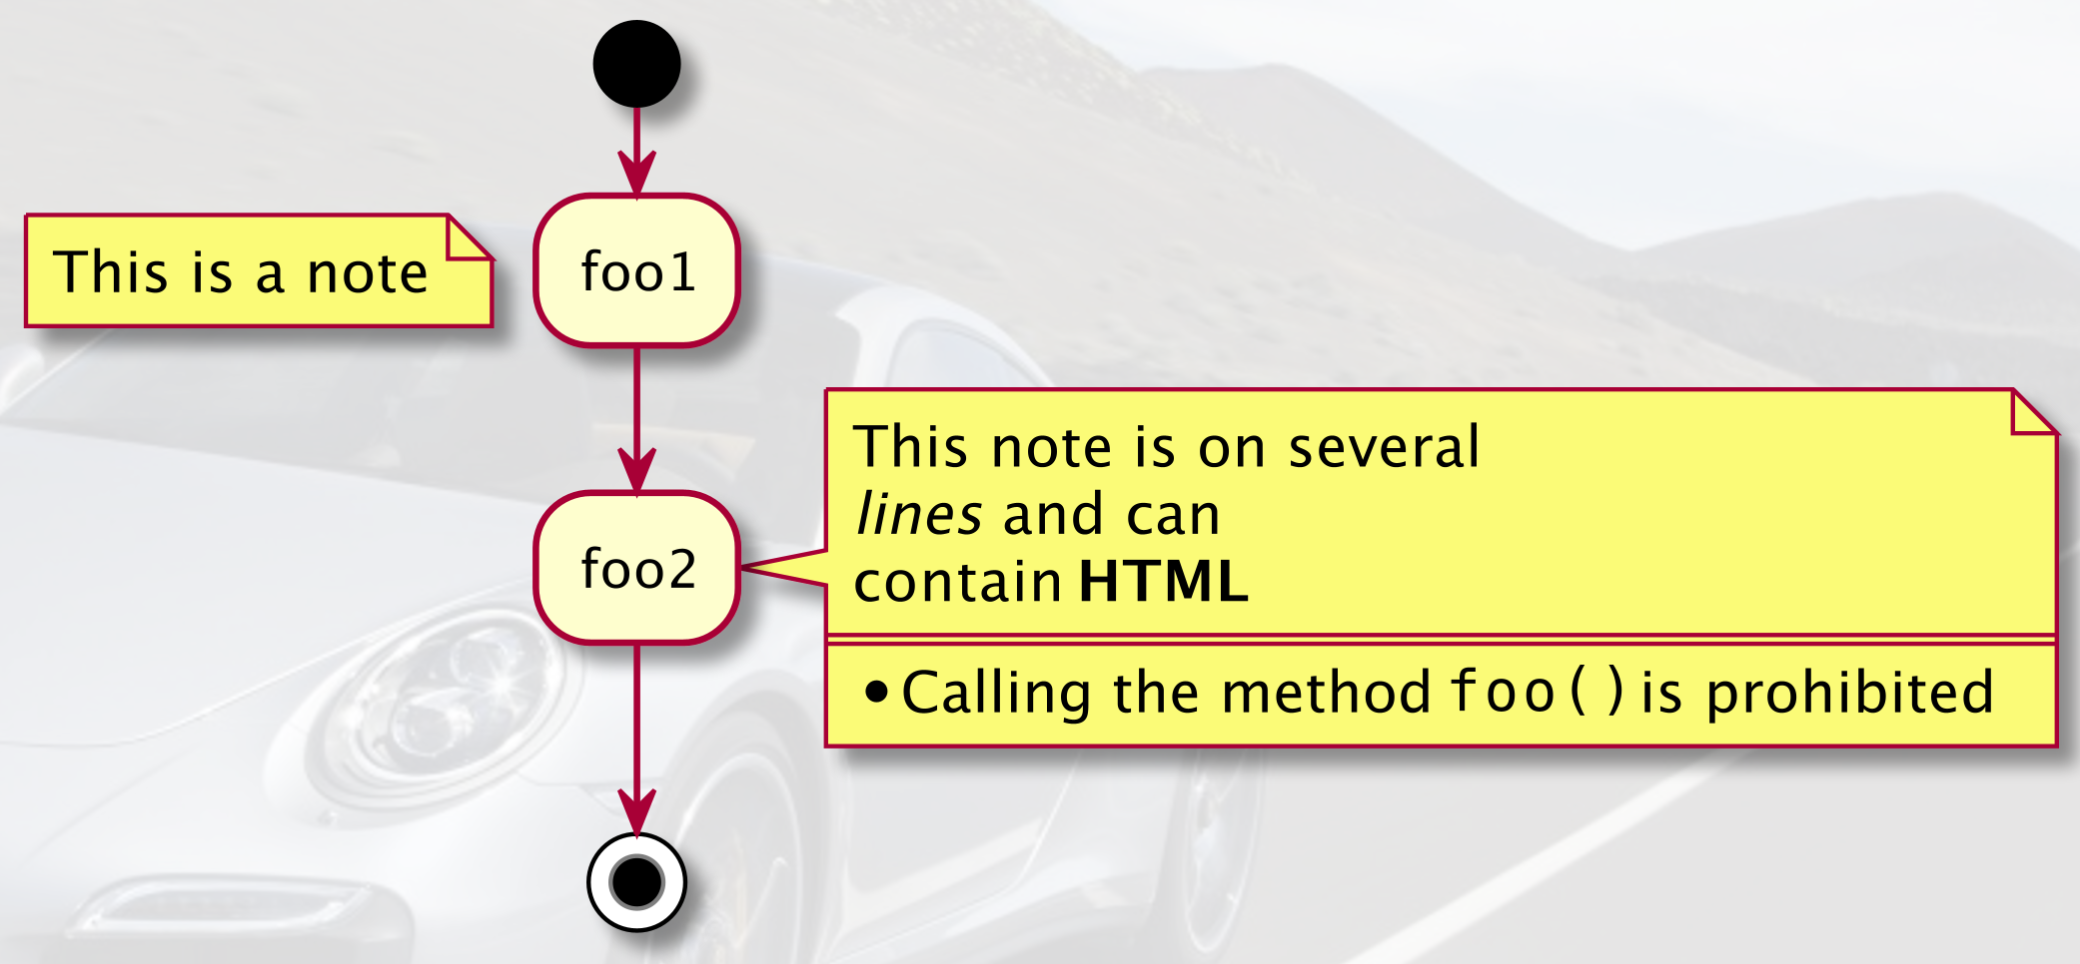 This is a note
foo1
This note is on several
lines and can
contain HTML
foo2
•Calling the method foo() is prohibited